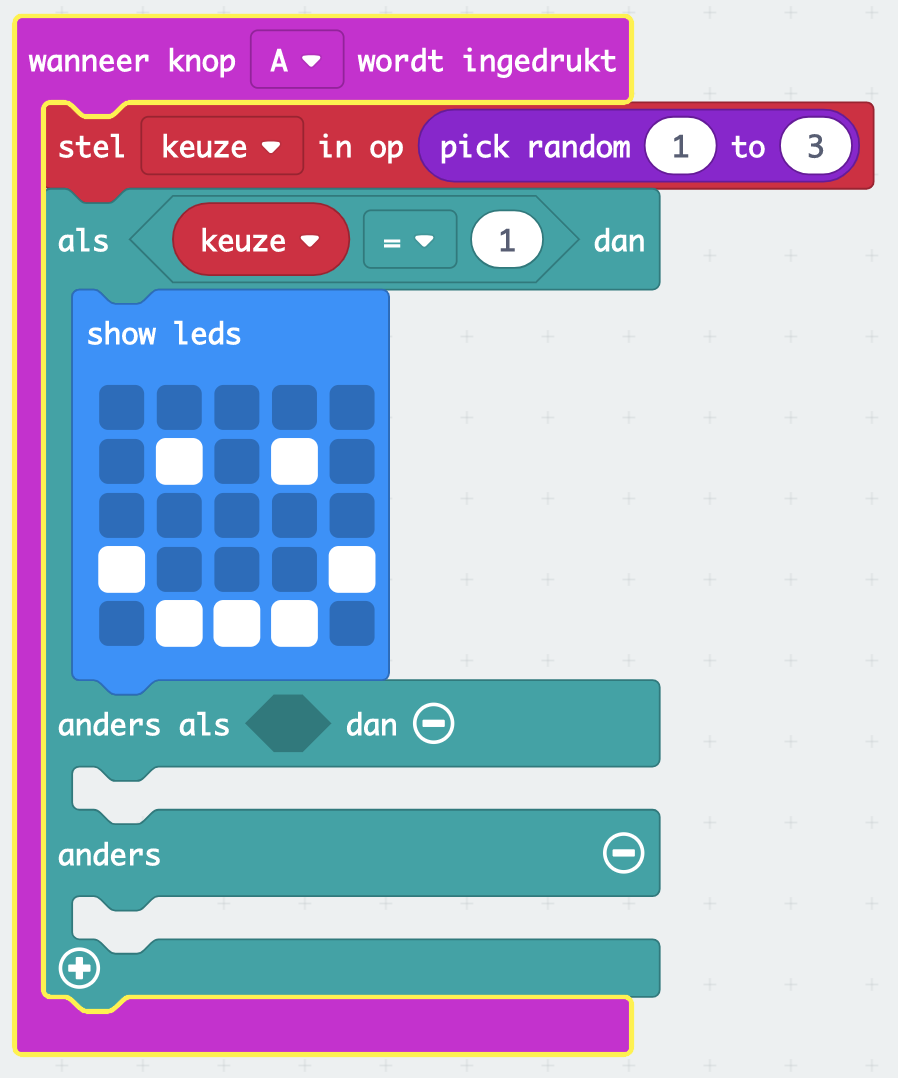 wanneer knop A wordt ingedrukt
stel keuze in op pick random 1 to 3
als keuze = 1 dan
show leds
anders als dan
anders